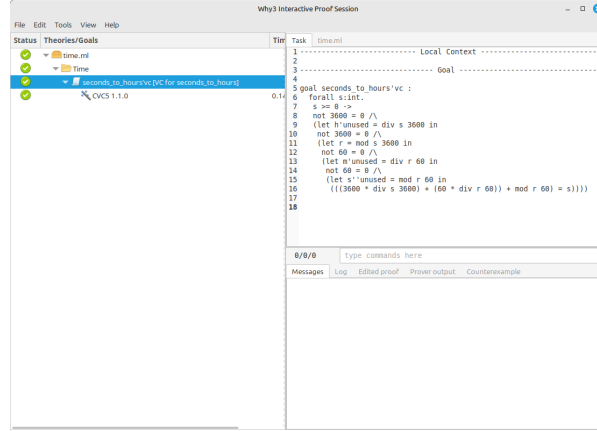 Why3 Interactive Proof Session
File Edit Tools View Help
Status Theories/Goals Tim
time.ml
Time
seconds_to_hours'vc [VC for seconds_to_hours]
CVC5 1.1.0 0.14
Task time.ml
1 -------------------------- Local Context --------------------------
2
3 ------------------------------ Goal ------------------------------
4
5 goal seconds_to_hours'vc :
6 forall s:int.
7 s >= 0 ->
8 not 3600 = 0 /\
9 (let h'unused = div s 3600 in
10 not 3600 = 0 /\
11 (let r = mod s 3600 in
12 not 60 = 0 /\
13 (let m'unused = div r 60 in
14 not 60 = 0 /\
15 (let s''unused = mod r 60 in
16 (((3600 * div s 3600) + (60 * div r 60)) + mod r 60) = s))))
17
18
0/0/0 type commands here
Messages Log Edited proof Prover output Counterexample